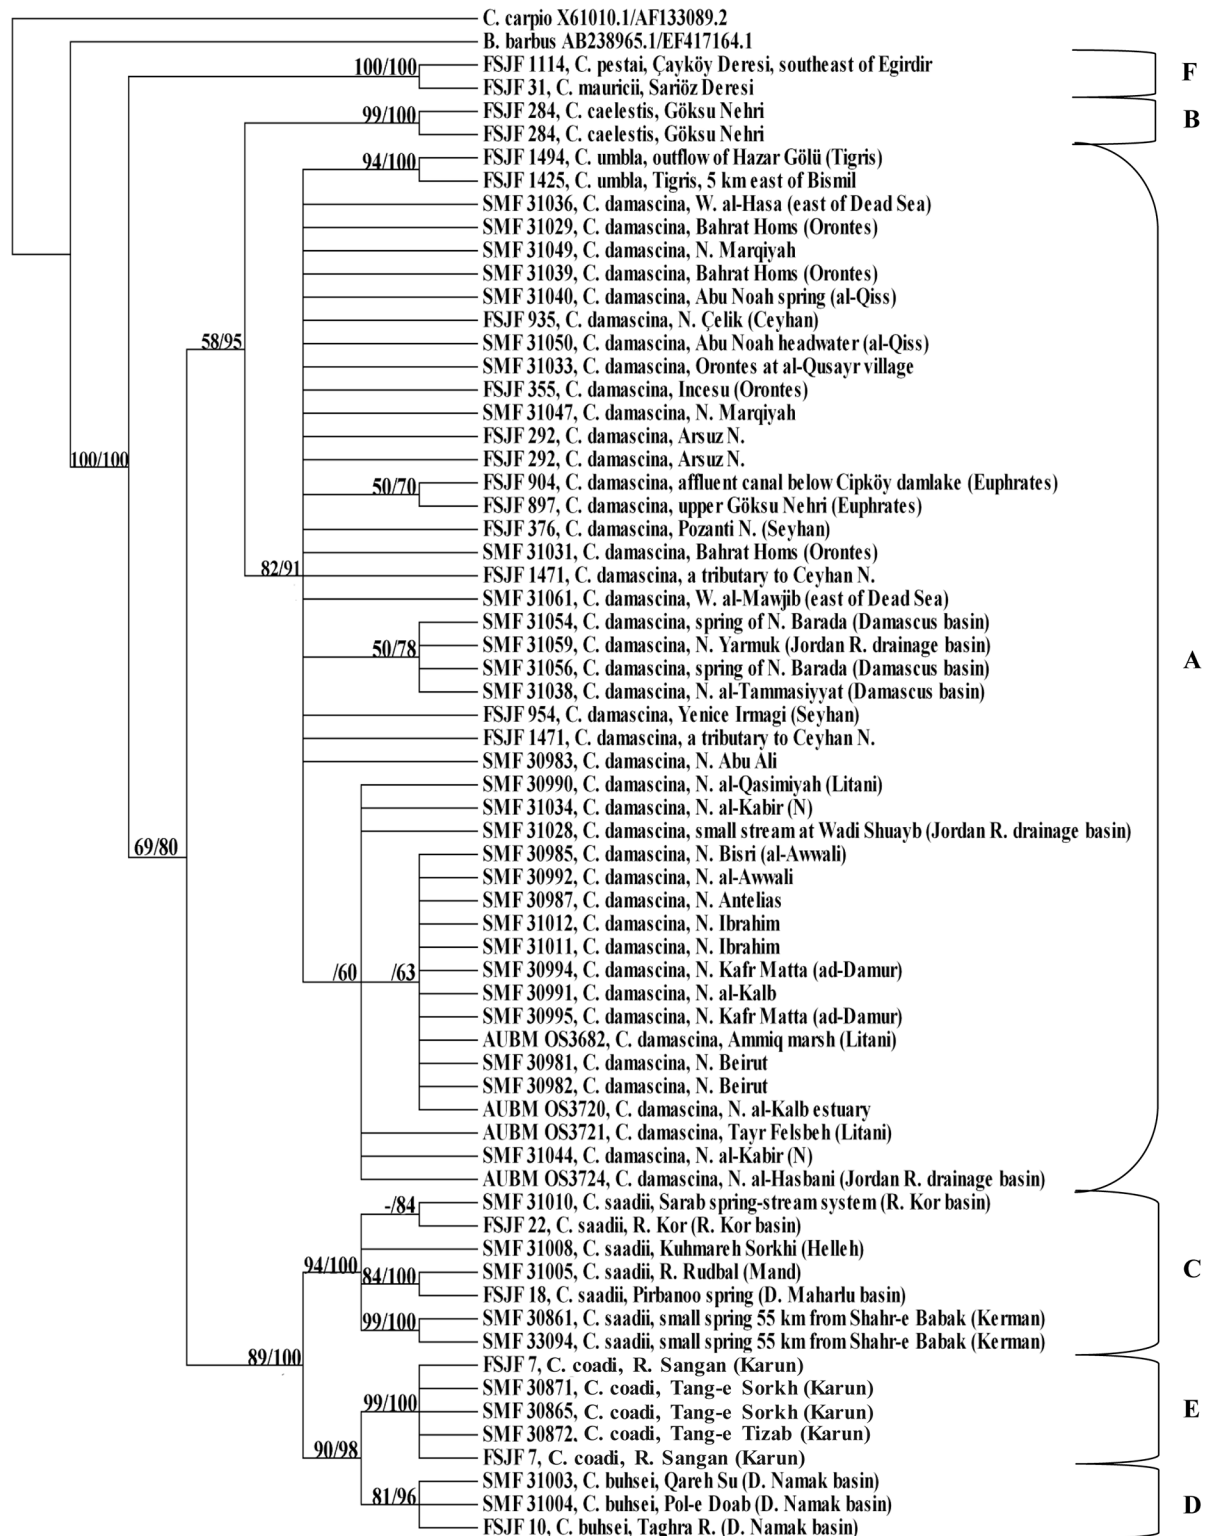 C. carpio X61010.1/AF133089.2
B. barbus AB238965.1/EF417164.1
100/100
FSJF 1114, C. pestai, Çayköy Deresi, southeast of Egirdir
F
FSJF 31, C. mauricii, Sariöz Deresi
99/100
FSJF 284, C. caelestis, Göksu Nehri
B
FSJF 284, C. caelestis, Göksu Nehri
94/100
FSJF 1494, C. umbla, outflow of Hazar Gölü (Tigris)
FSJF 1425, C. umbla, Tigris, 5 km east of Bismil
SMF 31036, C. damascina, W. al-Hasa (east of Dead Sea)
SMF 31029, C. damascina, Bahrat Homs (Orontes)
SMF 31049, C. damascina, N. Marqiyah
SMF 31039, C. damascina, Bahrat Homs (Orontes)
SMF 31040, C. damascina, Abu Noah spring (al-Qiss)
FSJF 935, C. damascina, N. Çelik (Ceyhan)
58/95
SMF 31050, C. damascina, Abu Noah headwater (al-Qiss)
SMF 31033, C. damascina, Orontes at al-Qusayr village
FSJF 355, C. damascina, Incesu (Orontes)
SMF 31047, C. damascina, N. Marqiyah
FSJF 292, C. damascina, Arsuz N.
100/100
FSJF 292, C. damascina, Arsuz N.
50/70
FSJF 904, C. damascina, affluent canal below Cipköy damlake (Euphrates)
FSJF 897, C. damascina, upper Göksu Nehri (Euphrates)
FSJF 376, C. damascina, Pozanti N. (Seyhan)
SMF 31031, C. damascina, Bahrat Homs (Orontes)
82/91
FSJF 1471, C. damascina, a tributary to Ceyhan N.
SMF 31061, C. damascina, W. al-Mawjib (east of Dead Sea)
SMF 31054, C. damascina, spring of N. Barada (Damascus basin)
50/78
SMF 31059, C. damascina, N. Yarmuk (Jordan R. drainage basin)
A
SMF 31056, C. damascina, spring of N. Barada (Damascus basin)
SMF 31038, C. damascina, N. al-Tammasiyyat (Damascus basin)
FSJF 954, C. damascina, Yenice Irmagi (Seyhan)
FSJF 1471, C. damascina, a tributary to Ceyhan N.
SMF 30983, C. damascina, N. Abu Ali
SMF 30990, C. damascina, N. al-Qasimiyah (Litani)
SMF 31034, C. damascina, N. al-Kabir (N)
SMF 31028, C. damascina, small stream at Wadi Shuayb (Jordan R. drainage basin)
69/80
SMF 30985, C. damascina, N. Bisri (al-Awwali)
SMF 30992, C. damascina, N. al-Awwali
SMF 30987, C. damascina, N. Antelias
SMF 31012, C. damascina, N. Ibrahim
SMF 31011, C. damascina, N. Ibrahim
/60
/63
SMF 30994, C. damascina, N. Kafr Matta (ad-Damur)
SMF 30991, C. damascina, N. al-Kalb
SMF 30995, C. damascina, N. Kafr Matta (ad-Damur)
AUBM OS3682, C. damascina, Ammiq marsh (Litani)
SMF 30981, C. damascina, N. Beirut
SMF 30982, C. damascina, N. Beirut
AUBM OS3720, C. damascina, N. al-Kalb estuary
AUBM OS3721, C. damascina, Tayr Felsbeh (Litani)
SMF 31044, C. damascina, N. al-Kabir (N)
AUBM OS3724, C. damascina, N. al-Hasbani (Jordan R. drainage basin)
-/84
SMF 31010, C. saadii, Sarab spring-stream system (R. Kor basin)
FSJF 22, C. saadii, R. Kor (R. Kor basin)
SMF 31008, C. saadii, Kuhmareh Sorkhi (Helleh)
94/100
84/100
SMF 31005, C. saadii, R. Rudbal (Mand)
C
FSJF 18, C. saadii, Pirbanoo spring (D. Maharlu basin)
99/100
SMF 30861, C. saadii, small spring 55 km from Shahr-e Babak (Kerman)
SMF 33094, C. saadii, small spring 55 km from Shahr-e Babak (Kerman)
89/100
FSJF 7, C. coadi, R. Sangan (Karun)
SMF 30871, C. coadi, Tang-e Sorkh (Karun)
99/100
SMF 30865, C. coadi, Tang-e Sorkh (Karun)
E
SMF 30872. C. coadi, Tang-e Tizab (Karun)
90/98
FSJF 7, C. coadi, R. Sangan (Karun)
SMF 31003, C. buhsei, Qareh Su (D. Namak basin)
81/96
SMF 31004, C. buhsei, Pol-e Doab (D. Namak basin)
D
FSJF 10, C. buhsei, Taghra R. (D. Namak basin)